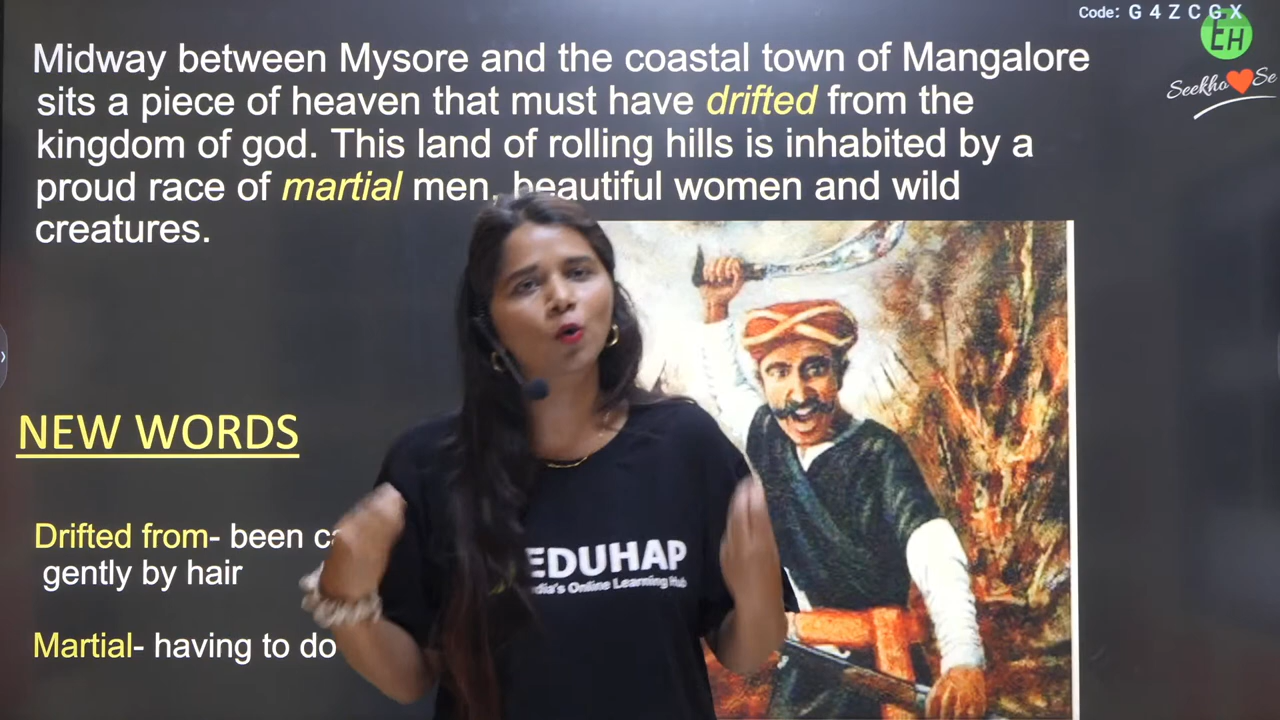 Code: G 4 Z C G X
EH
Seekho Se
Midway between Mysore and the coastal town of Mangalore
sits a piece of heaven that must have drifted from the
kingdom of god. This land of rolling hills is inhabited by a
proud race of martial men, beautiful women and wild
creatures.
NEW WORDS
Drifted from- been
gently by hair
Martial- having to do
EDUHAP
Online Learning Hub